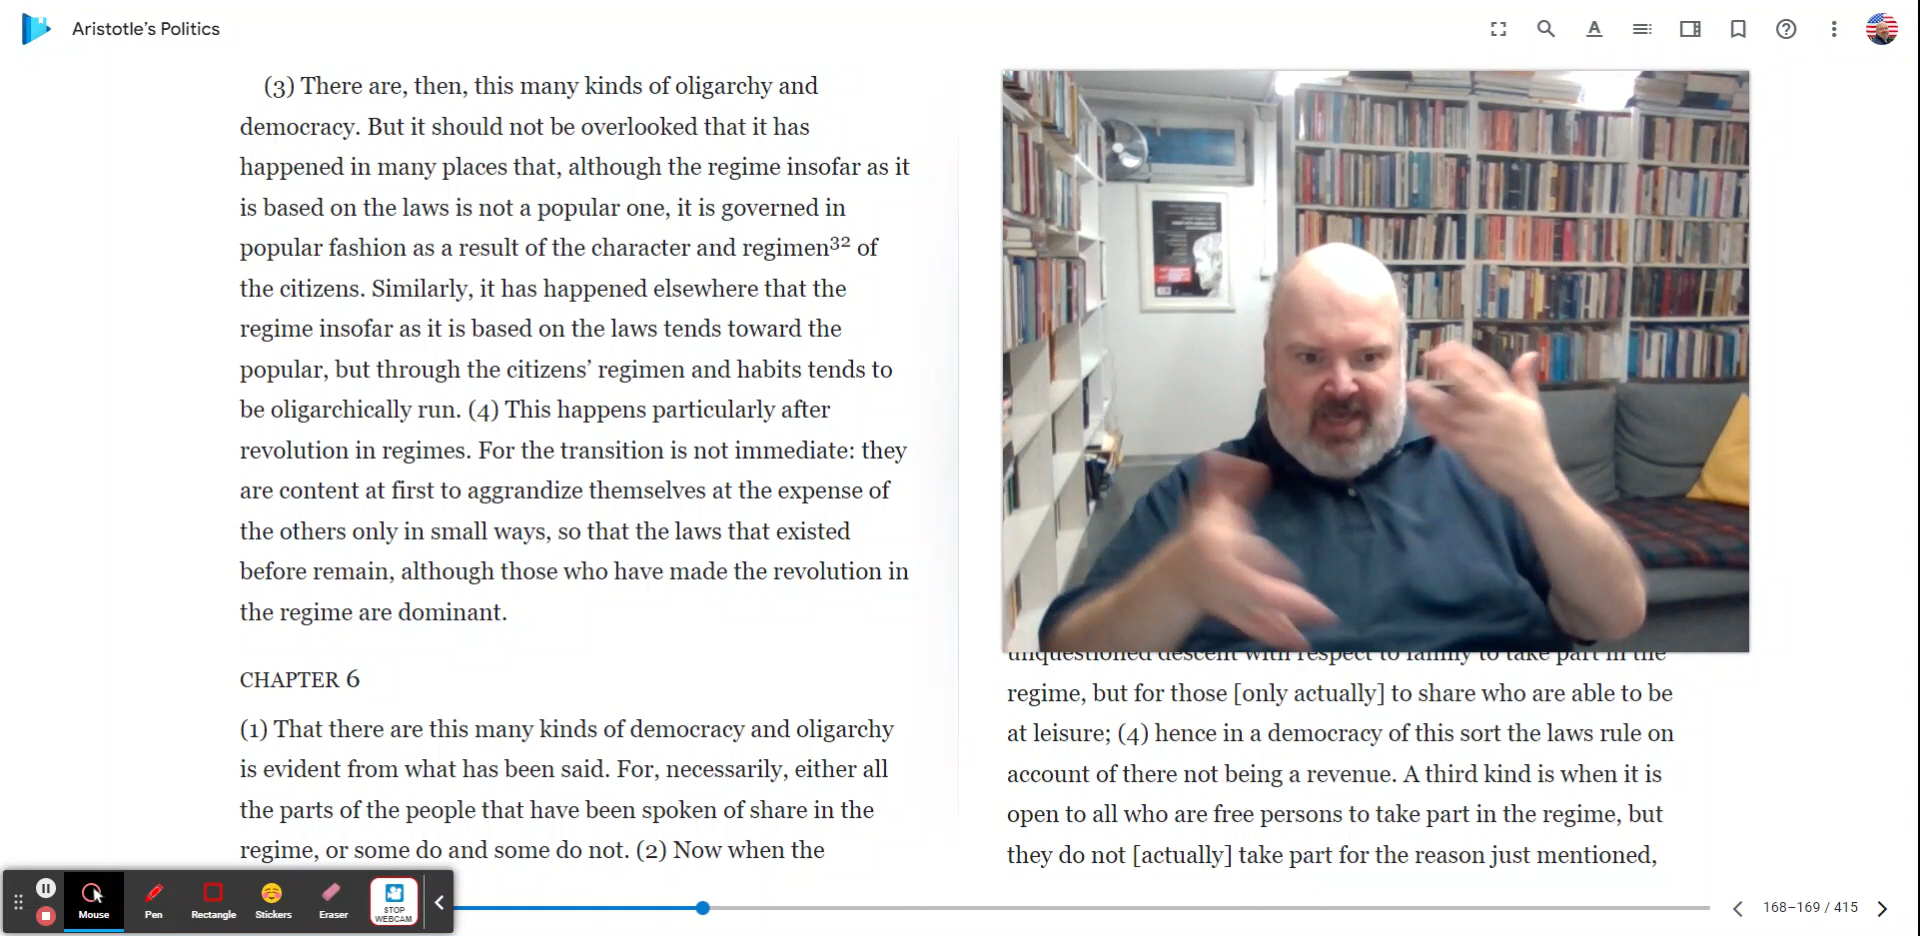 Aristotle’s Politics
(3) There are, then, this many kinds of oligarchy and
democracy. But it should not be overlooked that it has
happened in many places that, although the regime insofar as it
is based on the laws is not a popular one, it is governed in
popular fashion as a result of the character and regimen32 of
the citizens. Similarly, it has happened elsewhere that the
regime insofar as it is based on the laws tends toward the
popular, but through the citizens’ regimen and habits tends to
be oligarchically run. (4) This happens particularly after
revolution in regimes. For the transition is not immediate: they
are content at first to aggrandize themselves at the expense of
the others only in small ways, so that the laws that existed
before remain, although those who have made the revolution in
the regime are dominant.
CHAPTER 6
(1) That there are this many kinds of democracy and oligarchy
is evident from what has been said. For, necessarily, either all
the parts of the people that have been spoken of share in the
regime, or some do and some do not. (2) Now when the
unquestioned descent with respect to family to take part in the
regime, but for those [only actually] to share who are able to be
at leisure; (4) hence in a democracy of this sort the laws rule on
account of there not being a revenue. A third kind is when it is
open to all who are free persons to take part in the regime, but
they do not [actually] take part for the reason just mentioned,
Mouse
Pen
Rectangle
Stickers
Eraser
STOP
WEBCAM
168–169 / 415